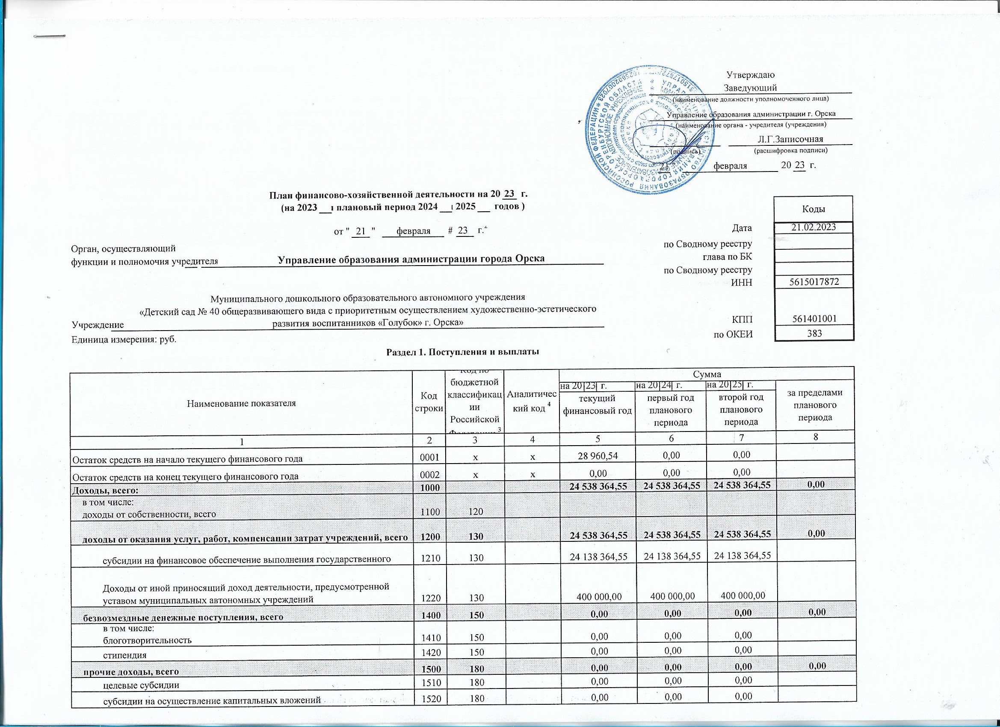 Утверждаю
Заведующий
(наименование должности уполномоченного лица)
Управление образования администрации г. Орска
(наименование органа - учредителя (учреждения)
Л.Г.Записочная
(подпись) (расшифровка подписи)
" 21 " февраля 20 23 г.
План финансово-хозяйственной деятельности на 20 23 г.
(на 2023 и плановый период 2024 и 2025 годов )
от " 21 " февраля # 23 г.²
Коды
Дата 21.02.2023
по Сводному реестру
глава по БК
по Сводному реестру
ИНН 5615017872
КПП 561401001
по ОКЕИ 383
Орган, осуществляющий
функции и полномочия учредителя Управление образования администрации города Орска
Муниципального дошкольного образовательного автономного учреждения
«Детский сад № 40 общеразвивающего вида с приоритетным осуществлением художественно-эстетического
Учреждение развития воспитанников «Голубок» г. Орска»
Единица измерения: руб.
Раздел 1. Поступления и выплаты
Наименование показателя
Код
строки
Код по
бюджетной
классификац
ии
Российской
Федерации ³
Аналитичес
кий код ⁴
Сумма
на 20 23 г.
текущий
финансовый год
на 20 24 г.
первый год
планового
периода
на 20 25 г.
второй год
планового
периода
за пределами
планового
периода
1 2 3 4 5 6 7 8
Остаток средств на начало текущего финансового года 0001 х х 28 960,54 0,00 0,00
Остаток средств на конец текущего финансового года 0002 х х 0,00 0,00 0,00
Доходы, всего: 1000 24 538 364,55 24 538 364,55 24 538 364,55 0,00
в том числе:
доходы от собственности, всего 1100 120
доходы от оказания услуг, работ, компенсации затрат учреждений, всего 1200 130 24 538 364,55 24 538 364,55 24 538 364,55 0,00
субсидии на финансовое обеспечение выполнения государственного 1210 130 24 138 364,55 24 138 364,55 24 138 364,55
Доходы от иной приносящий доход деятельности, предусмотренной
уставом муниципальных автономных учреждений 1220 130 400 000,00 400 000,00 400 000,00
безвозмездные денежные поступления, всего 1400 150 0,00 0,00 0,00 0,00
в том числе:
блоготворительность 1410 150 0,00 0,00 0,00
стипендия 1420 150 0,00 0,00 0,00
прочие доходы, всего 1500 180 0,00 0,00 0,00 0,00
целевые субсидии 1510 180 0,00 0,00 0,00
субсидии на осуществление капитальных вложений 1520 180 0,00 0,00 0,00